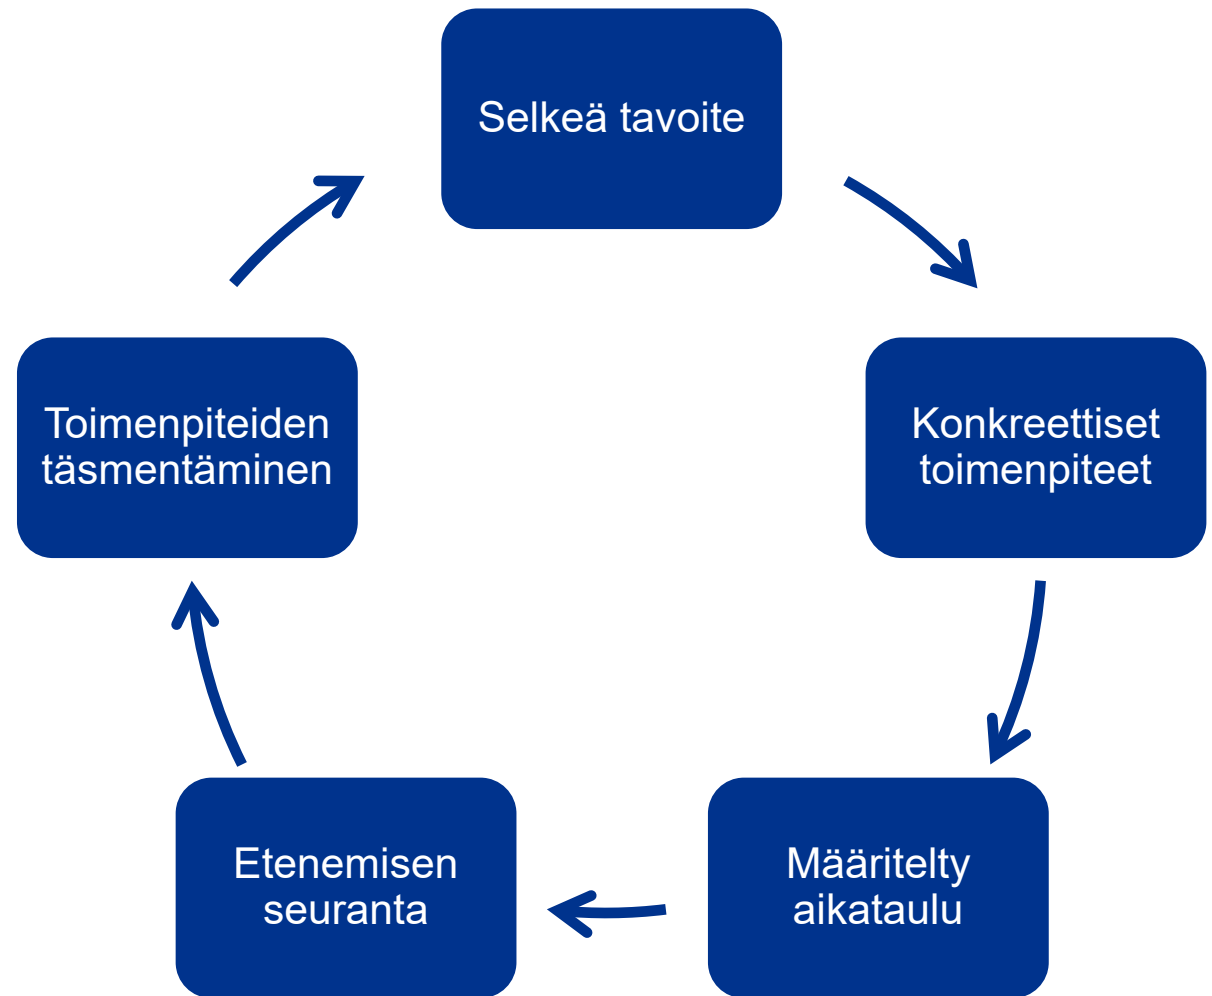 Selkeä tavoite
Konkreettiset
toimenpiteet
Määritelty
aikataulu
Etenemisen
seuranta
Toimenpiteiden
täsmentäminen